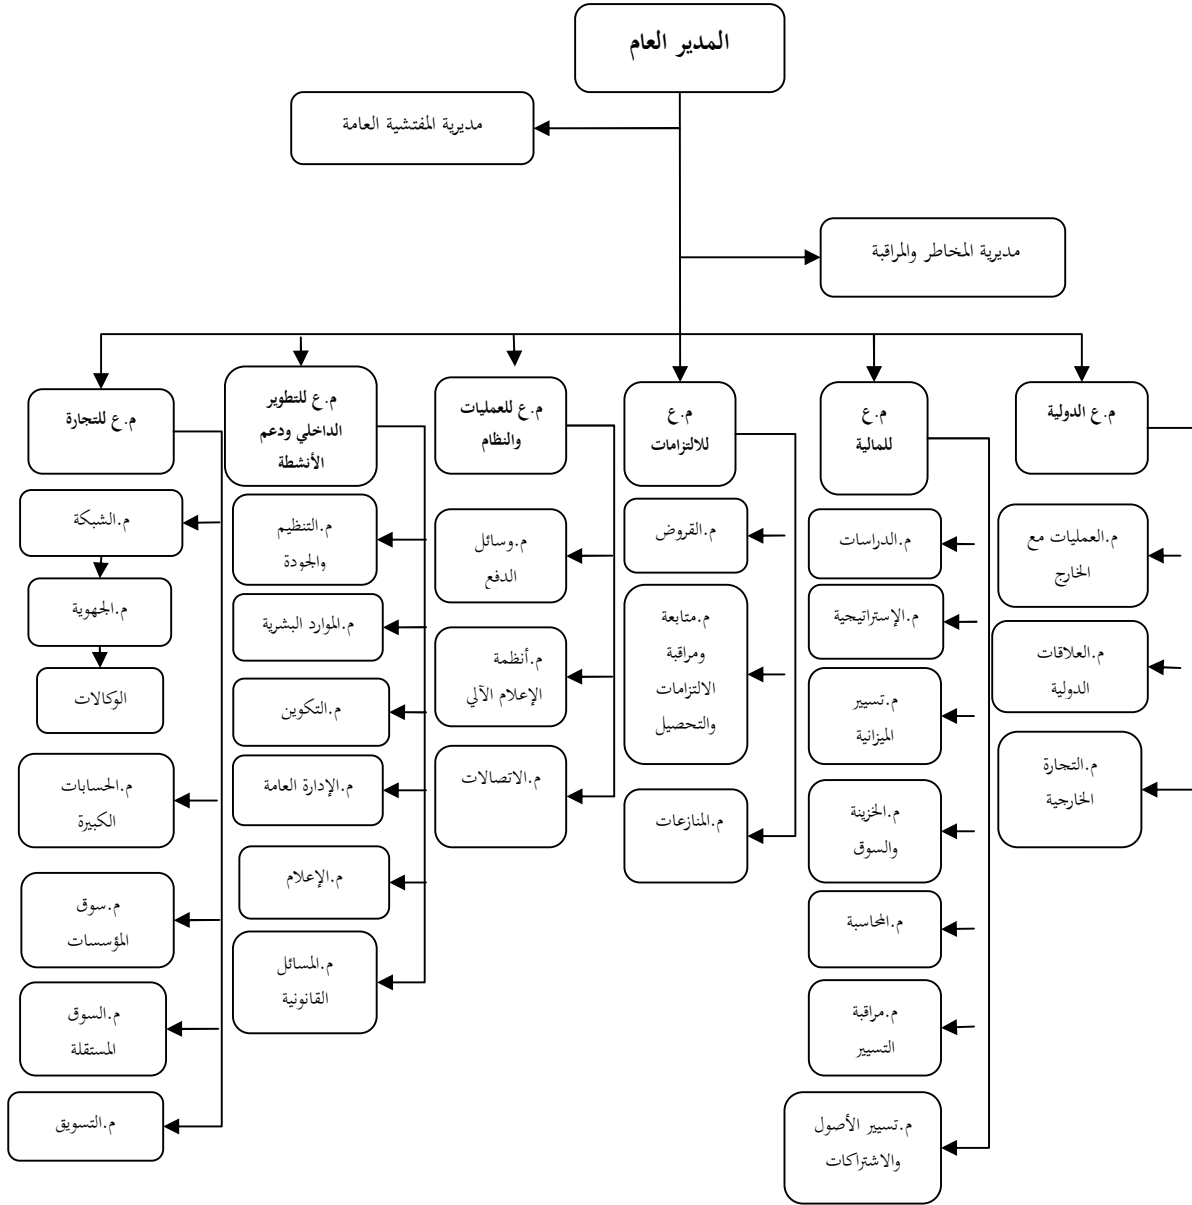 المدير العام
مديرية المفتشية العامة
مديرية المخاطر والمراقبة
م.ع الدولية
م.العمليات مع
الخارج
م.العلاقات
الدولية
م.التجارة
الخارجية
م.ع
للمالية
م.الدراسات
م.الإستراتيجية
م.تسيير
الميزانية
م.الخزينة
والسوق
م.المحاسبة
م.مراقبة
التسيير
م.تسيير الأصول
والاشتراكات
م.ع
للالتزامات
م.القروض
م.متابعة
ومراقبة
الالتزامات
والتحصيل
م.المنازعات
م.ع للعمليات
والنظام
م.وسائل
الدفع
م.أنظمة
الإعلام الآلي
م.الاتصالات
م.ع للتطوير
الداخلي ودعم
الأنشطة
م.التنظيم
والجودة
م.الموارد البشرية
م.التكوين
م.الإدارة العامة
م.الإعلام
م.المسائل
القانونية
م.ع للتجارة
م.الشبكة
م.الجهوية
الوكالات
م.الحسابات
الكبيرة
م.سوق
المؤسسات
م.السوق
المستقلة
م.التسويق